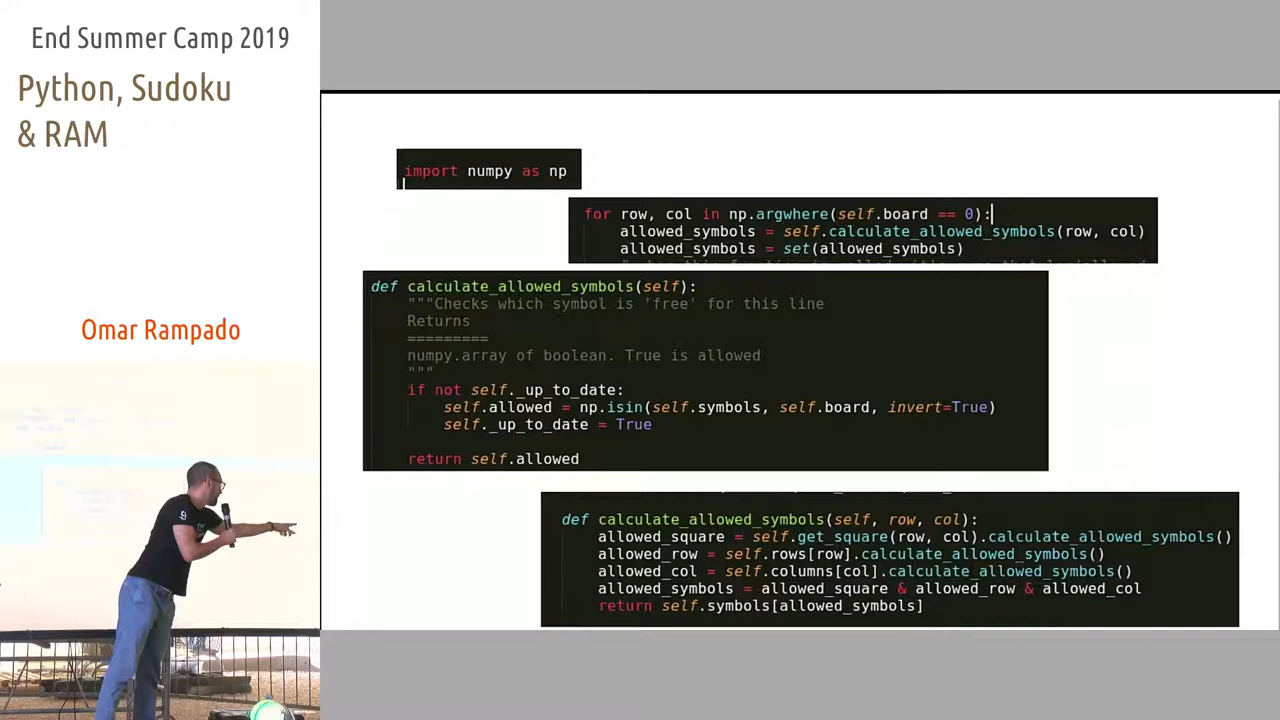 End Summer Camp 2019
Python, Sudoku
& RAM
Omar Rampado
import numpy as np
for row, col in np.argwhere(self.board == 0):
allowed_symbols = self.calculate_allowed_symbols(row, col)
allowed_symbols = set(allowed_symbols)
def calculate_allowed_symbols(self):
"""Checks which symbol is 'free' for this line
Returns
=========
numpy.array of boolean. True is allowed
"""
if not self._up_to_date:
self.allowed = np.isin(self.symbols, self.board, invert=True)
self._up_to_date = True
return self.allowed
def calculate_allowed_symbols(self, row, col):
allowed_square = self.get_square(row, col).calculate_allowed_symbols()
allowed_row = self.rows[row].calculate_allowed_symbols()
allowed_col = self.columns[col].calculate_allowed_symbols()
allowed_symbols = allowed_square & allowed_row & allowed_col
return self.symbols[allowed_symbols]